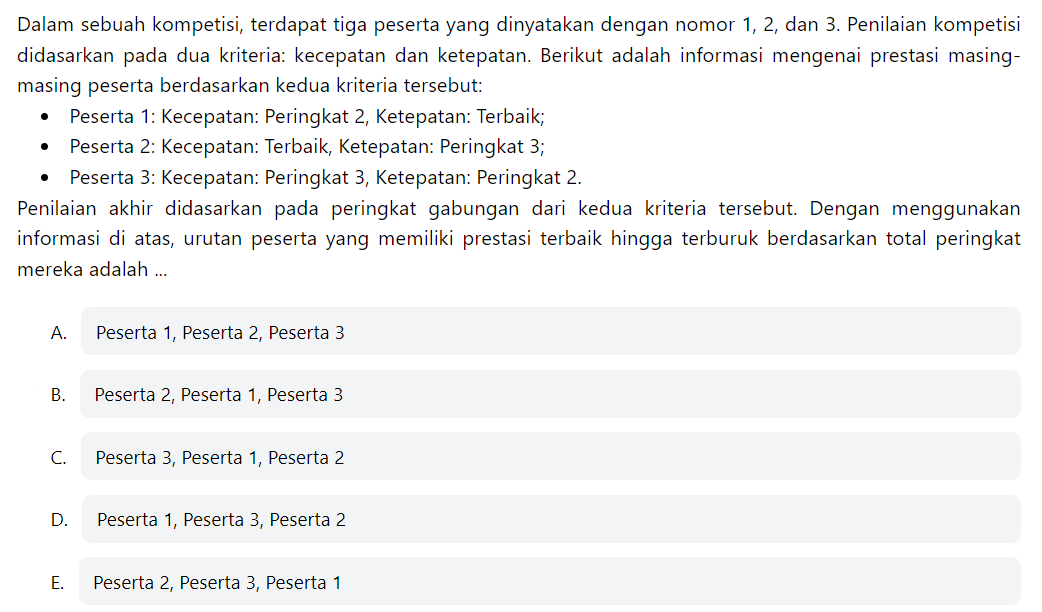 Dalam sebuah kompetisi, terdapat tiga peserta yang dinyatakan dengan nomor 1, 2, dan 3. Penilaian kompetisi
didasarkan pada dua kriteria: kecepatan dan ketepatan. Berikut adalah informasi mengenai prestasi masing-
masing peserta berdasarkan kedua kriteria tersebut:
• Peserta 1: Kecepatan: Peringkat 2, Ketepatan: Terbaik;
• Peserta 2: Kecepatan: Terbaik, Ketepatan: Peringkat 3;
• Peserta 3: Kecepatan: Peringkat 3, Ketepatan: Peringkat 2.
Penilaian akhir didasarkan pada peringkat gabungan dari kedua kriteria tersebut. Dengan menggunakan
informasi di atas, urutan peserta yang memiliki prestasi terbaik hingga terburuk berdasarkan total peringkat
mereka adalah ...
A. Peserta 1, Peserta 2, Peserta 3
B. Peserta 2, Peserta 1, Peserta 3
C. Peserta 3, Peserta 1, Peserta 2
D. Peserta 1, Peserta 3, Peserta 2
E. Peserta 2, Peserta 3, Peserta 1